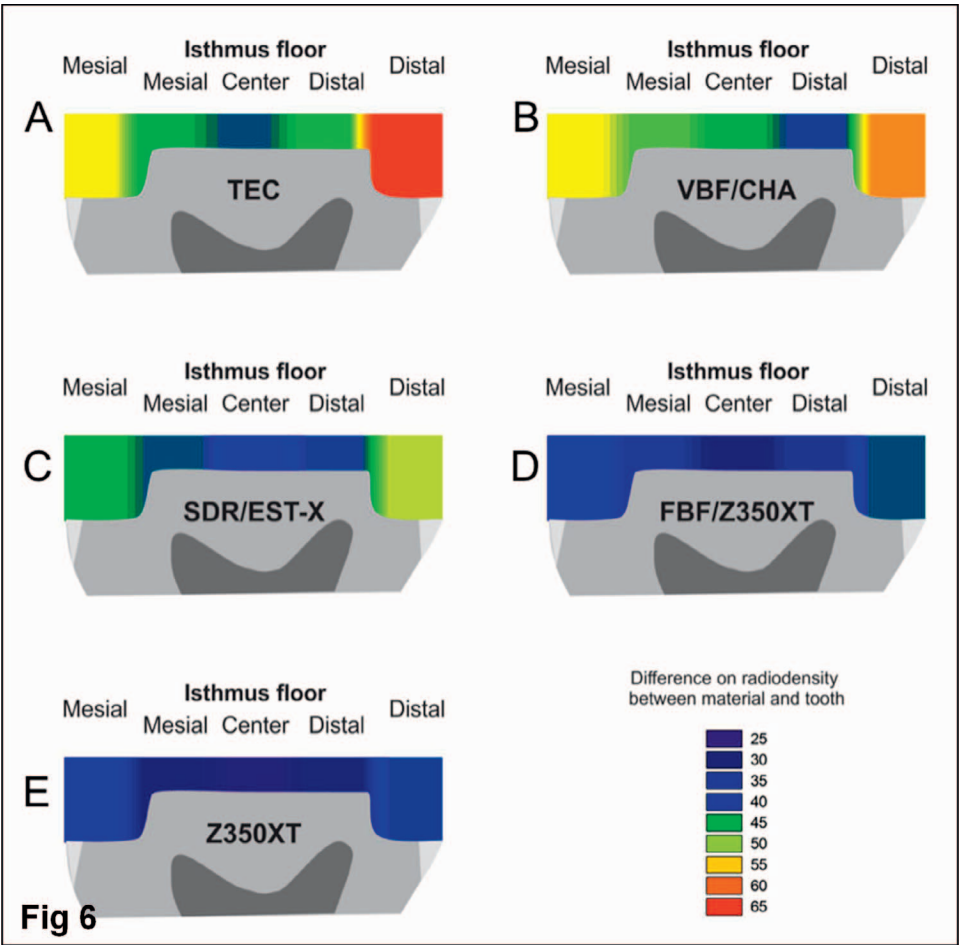 Isthmus floor
Mesial Mesial Center Distal Distal
A
TEC
Isthmus floor
Mesial Mesial Center Distal Distal
B
VBF/CHA
Isthmus floor
Mesial Mesial Center Distal Distal
C
SDR/EST-X
Isthmus floor
Mesial Mesial Center Distal Distal
D
FBF/Z350XT
Isthmus floor
Mesial Mesial Center Distal Distal
E
Z350XT
Difference on radiodensity
between material and tooth
25
30
35
40
45
50
55
60
65
Fig 6